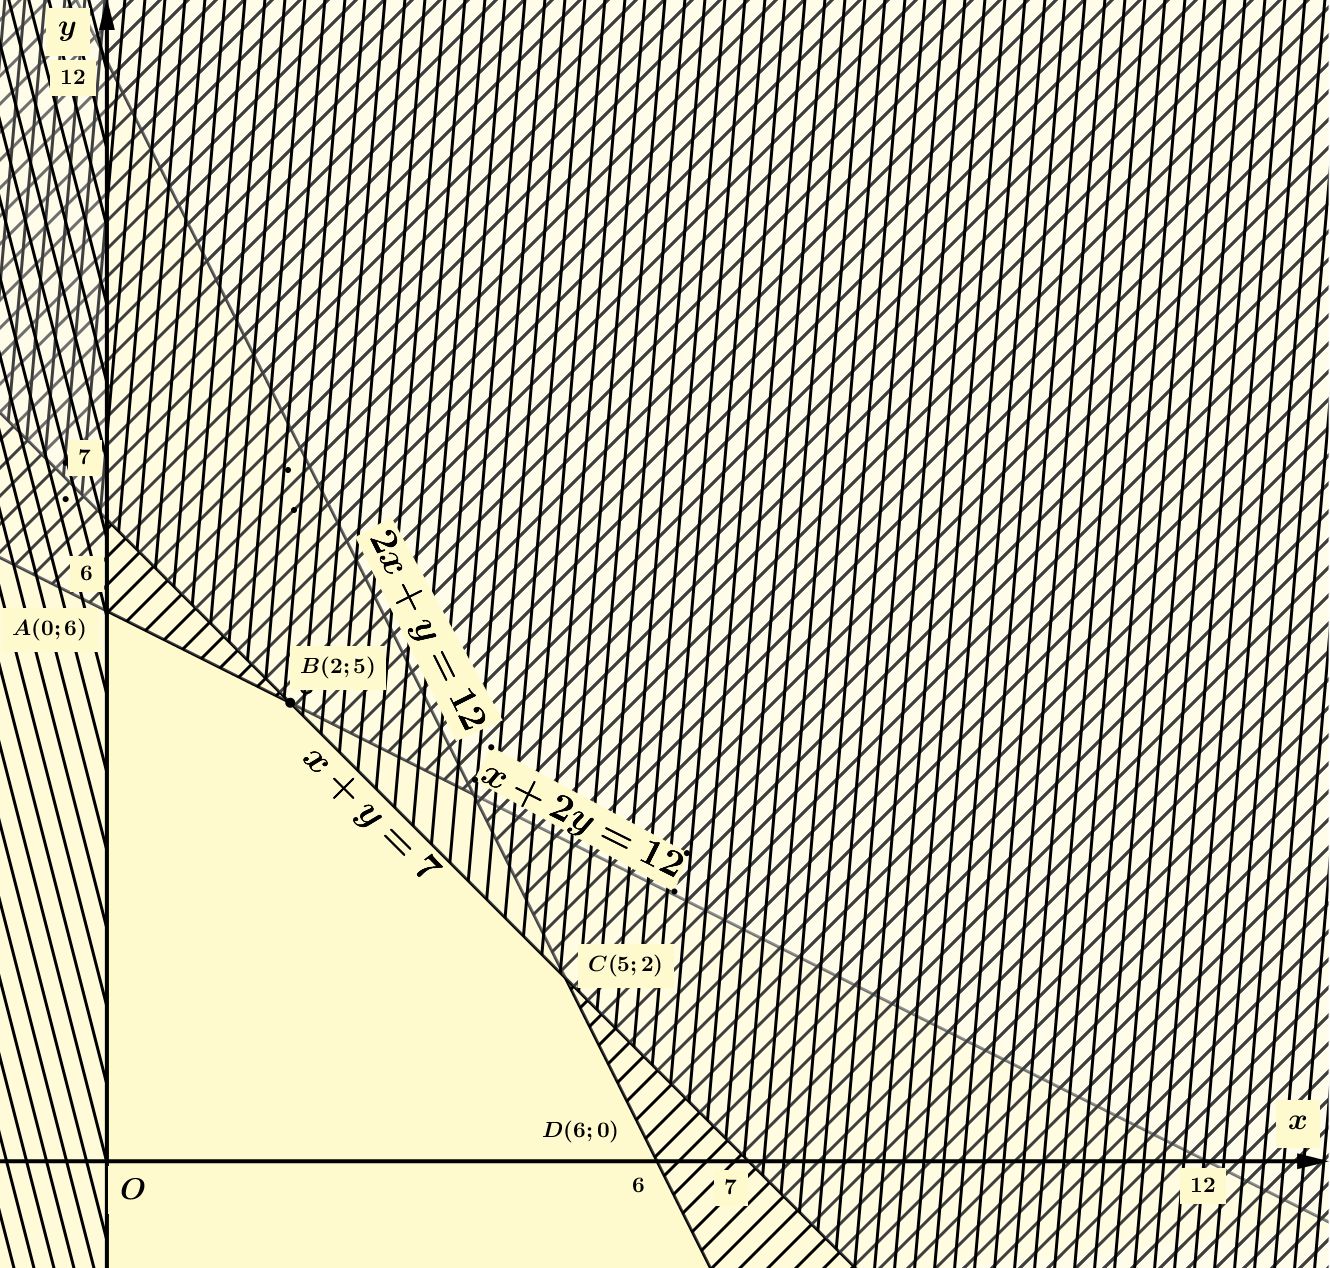 y
12
7
6
A(0; 6)
B(2; 5)
2x + y = 12
x + 2y = 12
x + y = 7
C(5; 2)
x
D(6; 0)
O
6
7
12